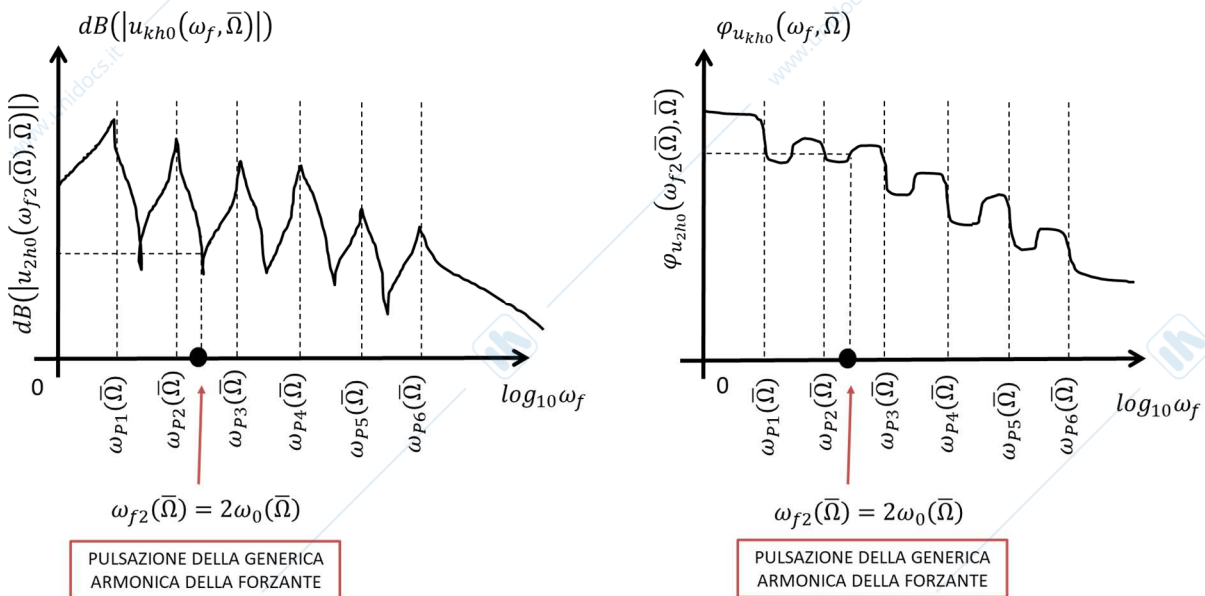 dB(|u_{kh0}(ω_f, Ω̅)|)
dB(|u_{2h0}(ω_{f2}(Ω̅), Ω̅)|)
www.unidocs.it
0
ω_{P1}(Ω̅)
ω_{P2}(Ω̅)
ω_{P3}(Ω̅)
ω_{P4}(Ω̅)
ω_{P5}(Ω̅)
ω_{P6}(Ω̅)
log_{10}ω_f
ω_{f2}(Ω̅) = 2ω_0(Ω̅)
PULSAZIONE DELLA GENERICA
ARMONICA DELLA FORZANTE
φ_{u_{kh0}}(ω_f, Ω̅)
φ_{u_{2h0}}(ω_{f2}(Ω̅), Ω̅)
0
ω_{P1}(Ω̅)
ω_{P2}(Ω̅)
ω_{P3}(Ω̅)
ω_{P4}(Ω̅)
ω_{P5}(Ω̅)
ω_{P6}(Ω̅)
log_{10}ω_f
ω_{f2}(Ω̅) = 2ω_0(Ω̅)
PULSAZIONE DELLA GENERICA
ARMONICA DELLA FORZANTE